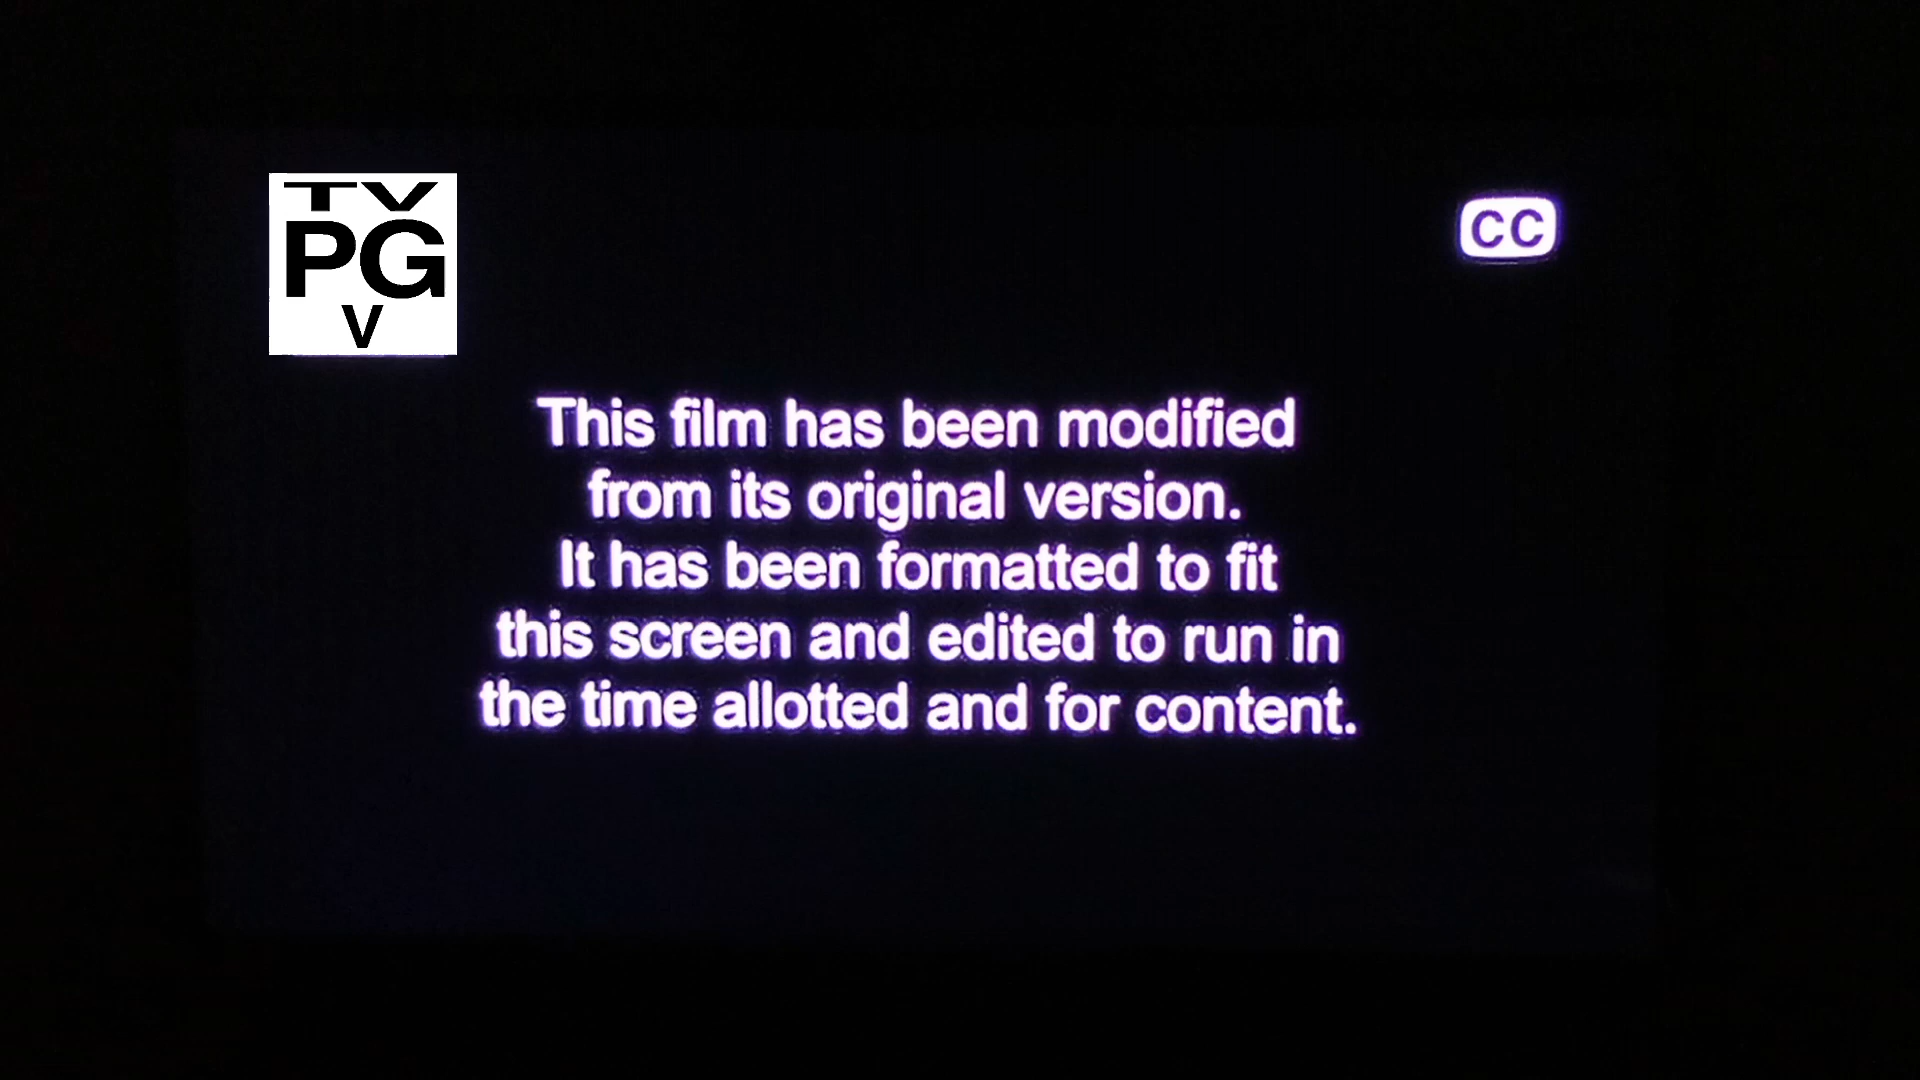 TV
PG
V
CC
This film has been modified
from its original version.
It has been formatted to fit
this screen and edited to run in
the time allotted and for content.